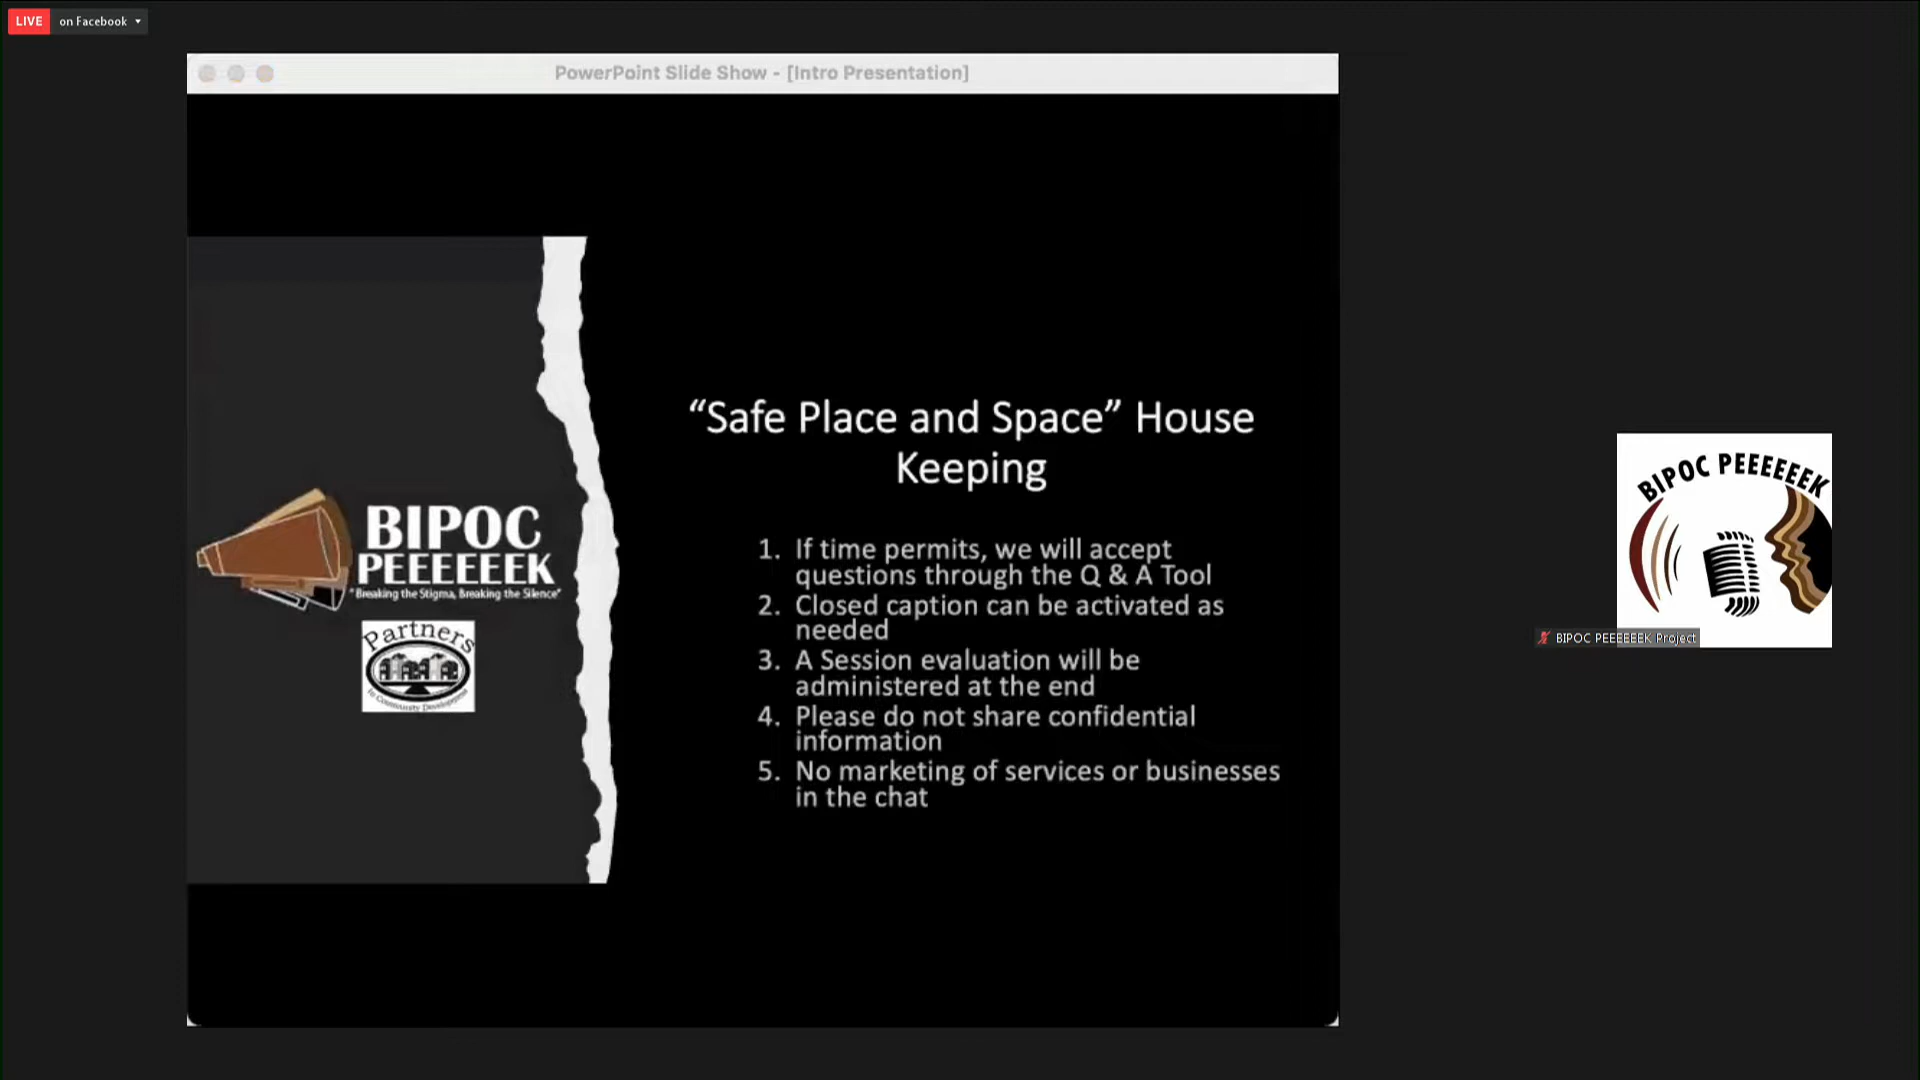 LIVE on Facebook
PowerPoint Slide Show - [Intro Presentation]
“Safe Place and Space” House
Keeping
1. If time permits, we will accept
questions through the Q & A Tool
2. Closed caption can be activated as
needed
3. A Session evaluation will be
administered at the end
4. Please do not share confidential
information
5. No marketing of services or businesses
in the chat
BIPOC
PEEEEEEK
"Breaking the Stigma, Breaking the Silence"
Partners
In Community Development
BIPOC PEEEEEEK
BIPOC PEEEEEEK Project